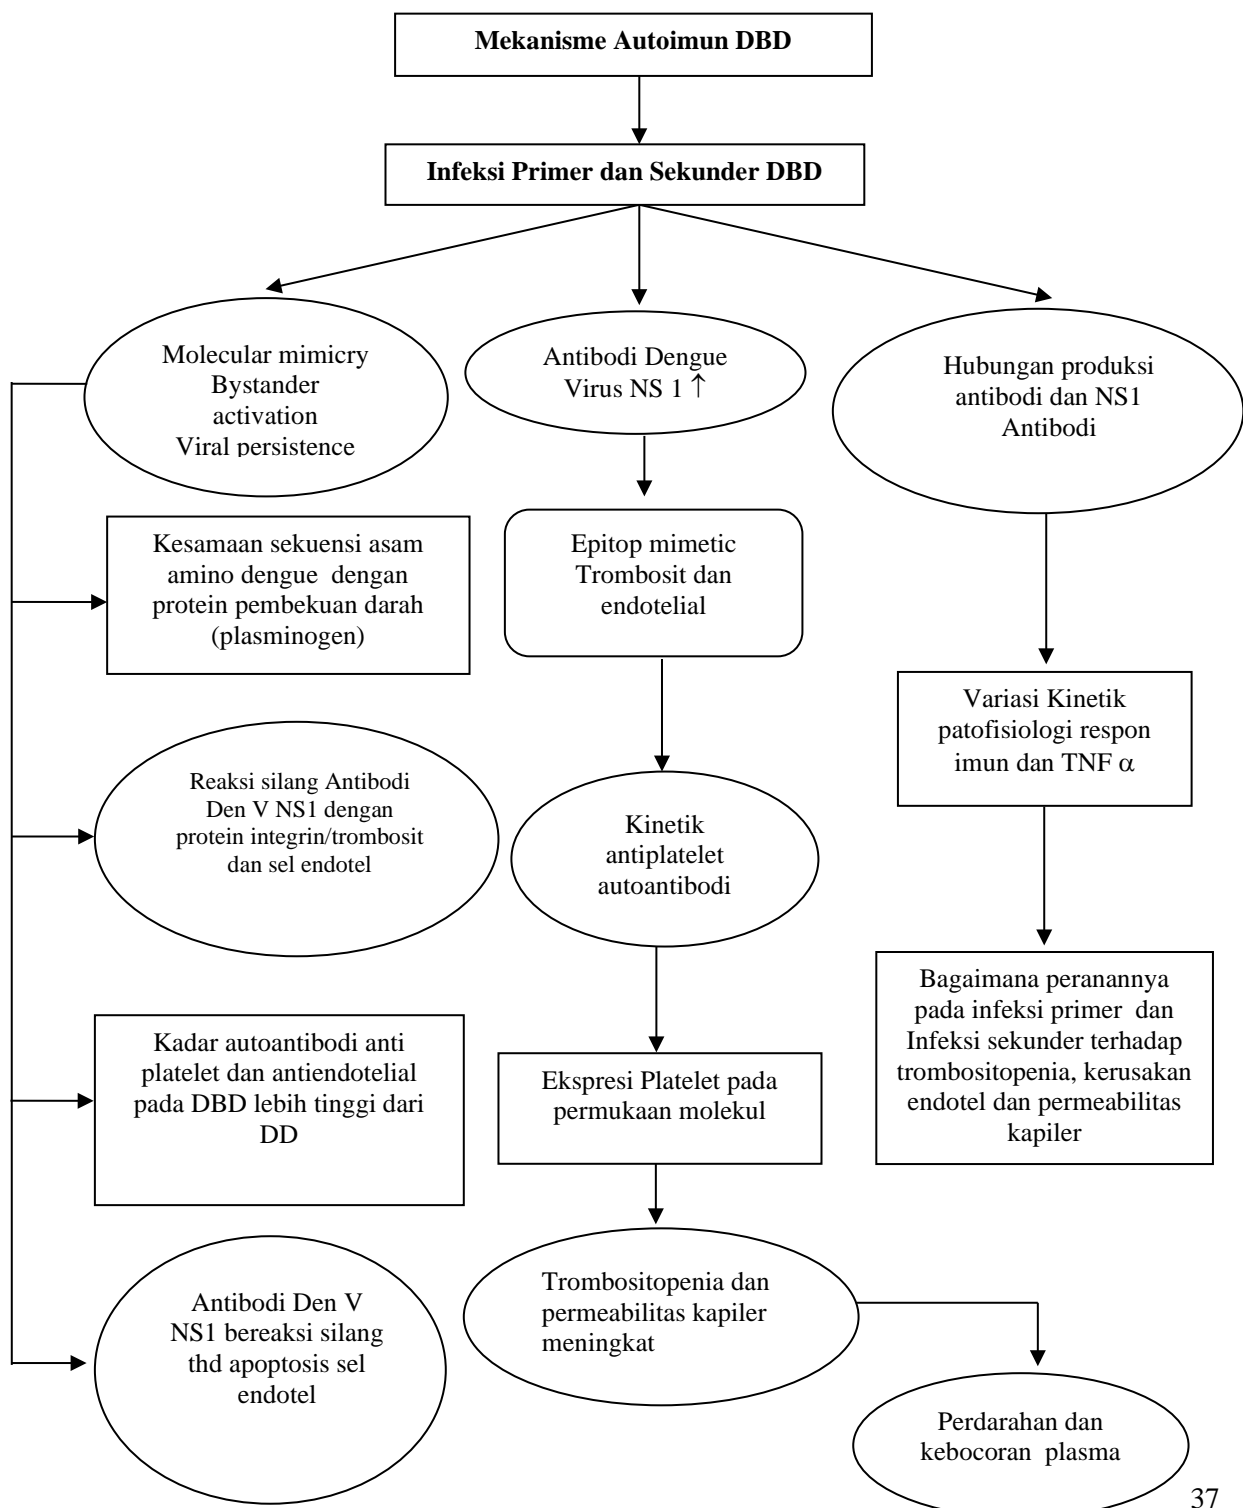 Mekanisme Autoimun DBD
Infeksi Primer dan Sekunder DBD
Molecular mimicry
Bystander
activation
Viral persistence
Antibodi Dengue
Virus NS 1 ↑
Hubungan produksi
antibodi dan NS1
Antibodi
Kesamaan sekuensi asam
amino dengue dengan
protein pembekuan darah
(plasminogen)
Epitop mimetic
Trombosit dan
endotelial
Variasi Kinetik
patofisiologi respon
imun dan TNF α
Reaksi silang Antibodi
Den V NS1 dengan
protein integrin/trombosit
dan sel endotel
Kinetik
antiplatelet
autoantibodi
Bagaimana peranannya
pada infeksi primer dan
Infeksi sekunder terhadap
trombositopenia, kerusakan
endotel dan permeabilitas
kapiler
Kadar autoantibodi anti
platelet dan antiendotelial
pada DBD lebih tinggi dari
DD
Ekspresi Platelet pada
permukaan molekul
Antibodi Den V
NS1 bereaksi silang
thd apoptosis sel
endotel
Trombositopenia dan
permeabilitas kapiler
meningkat
Perdarahan dan
kebocoran plasma
37